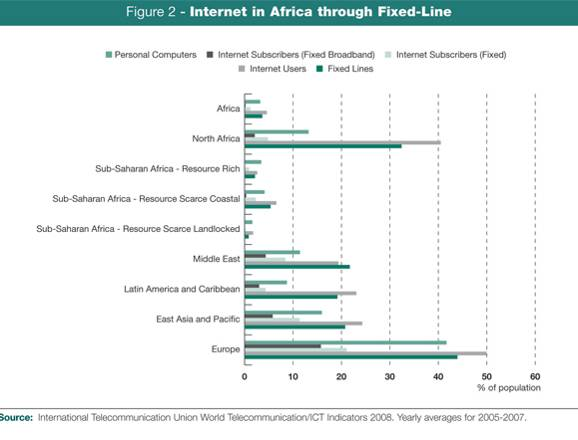 Figure 2 - Internet in Africa through Fixed-Line
Personal Computers Internet Subscribers (Fixed Broadband) Internet Subscribers (Fixed)
Internet Users Fixed Lines
Africa
North Africa
Sub-Saharan Africa - Resource Rich
Sub-Saharan Africa - Resource Scarce Coastal
Sub-Saharan Africa - Resource Scarce Landlocked
Middle East
Latin America and Caribbean
East Asia and Pacific
Europe
0 10 20 30 40 50 60
% of population
Source: International Telecommunication Union World Telecommunication/ICT Indicators 2008. Yearly averages for 2005-2007.